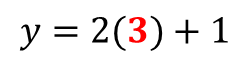 y = 2(3) + 1